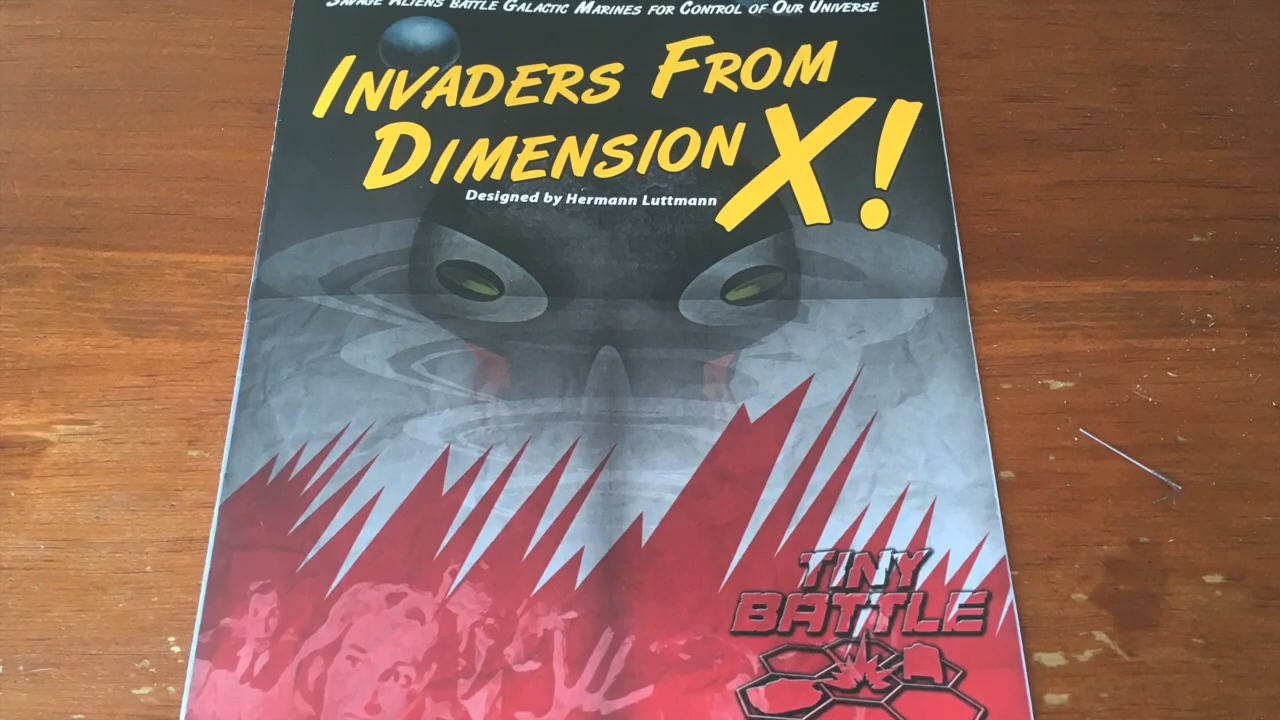 Savage Aliens battle Galactic Marines for Control of Our Universe
Invaders From
Dimension X!
Designed by Hermann Luttmann
TINY
BATTLE